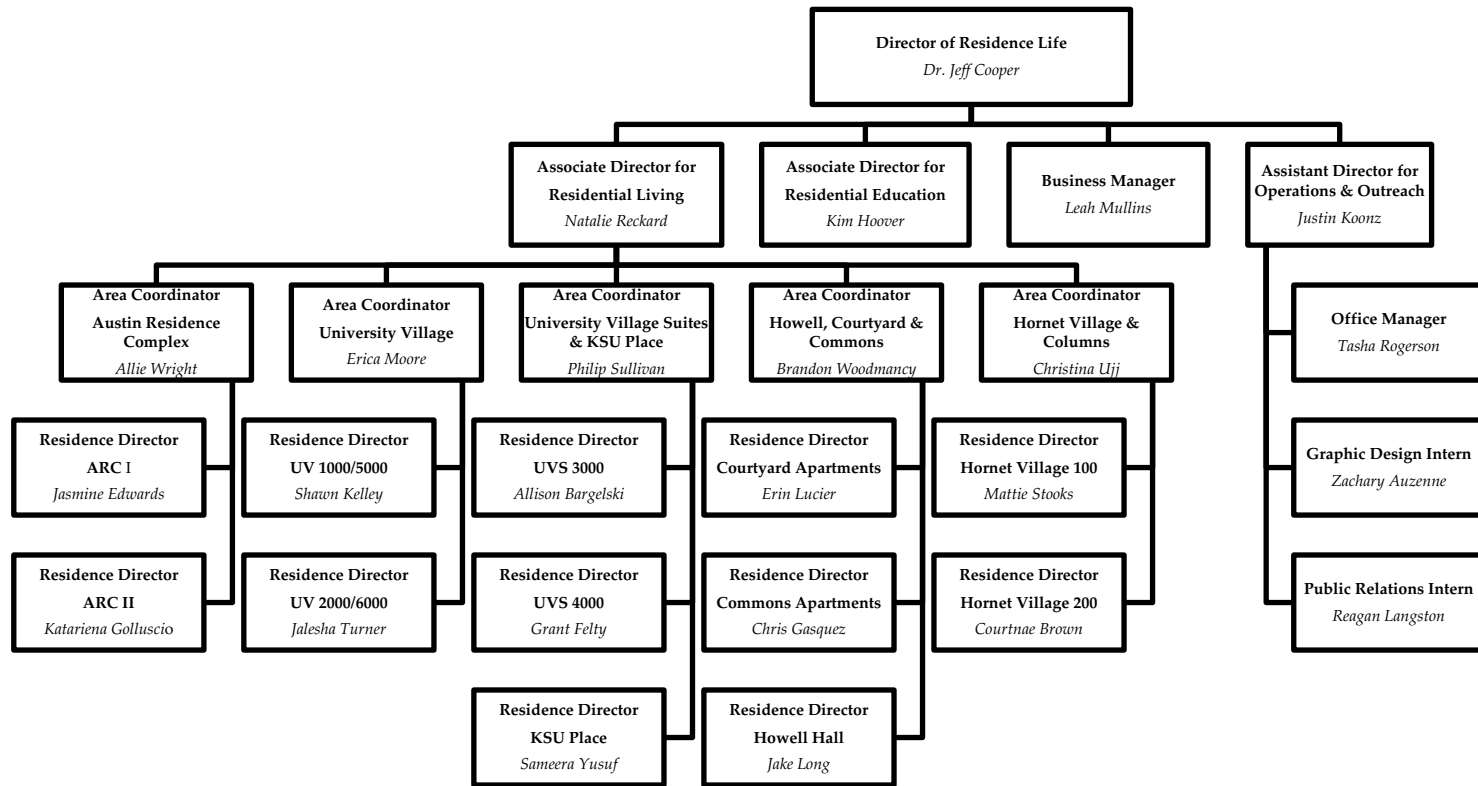 Director of Residence Life
Dr. Jeff Cooper
Associate Director for
Residential Living
Natalie Reckard
Associate Director for
Residential Education
Kim Hoover
Business Manager
Leah Mullins
Assistant Director for
Operations & Outreach
Justin Koonz
Area Coordinator
Austin Residence
Complex
Allie Wright
Area Coordinator
University Village
Erica Moore
Area Coordinator
University Village Suites
& KSU Place
Philip Sullivan
Area Coordinator
Howell, Courtyard &
Commons
Brandon Woodmancy
Area Coordinator
Hornet Village &
Columns
Christina Ujj
Office Manager
Tasha Rogerson
Residence Director
ARC I
Jasmine Edwards
Residence Director
UV 1000/5000
Shawn Kelley
Residence Director
UVS 3000
Allison Bargelski
Residence Director
Courtyard Apartments
Erin Lucier
Residence Director
Hornet Village 100
Mattie Stooks
Graphic Design Intern
Zachary Auzenne
Residence Director
ARC II
Katariena Golluscio
Residence Director
UV 2000/6000
Jalesha Turner
Residence Director
UVS 4000
Grant Felty
Residence Director
Commons Apartments
Chris Gasquez
Residence Director
Hornet Village 200
Courtnae Brown
Public Relations Intern
Reagan Langston
Residence Director
KSU Place
Sameera Yusuf
Residence Director
Howell Hall
Jake Long